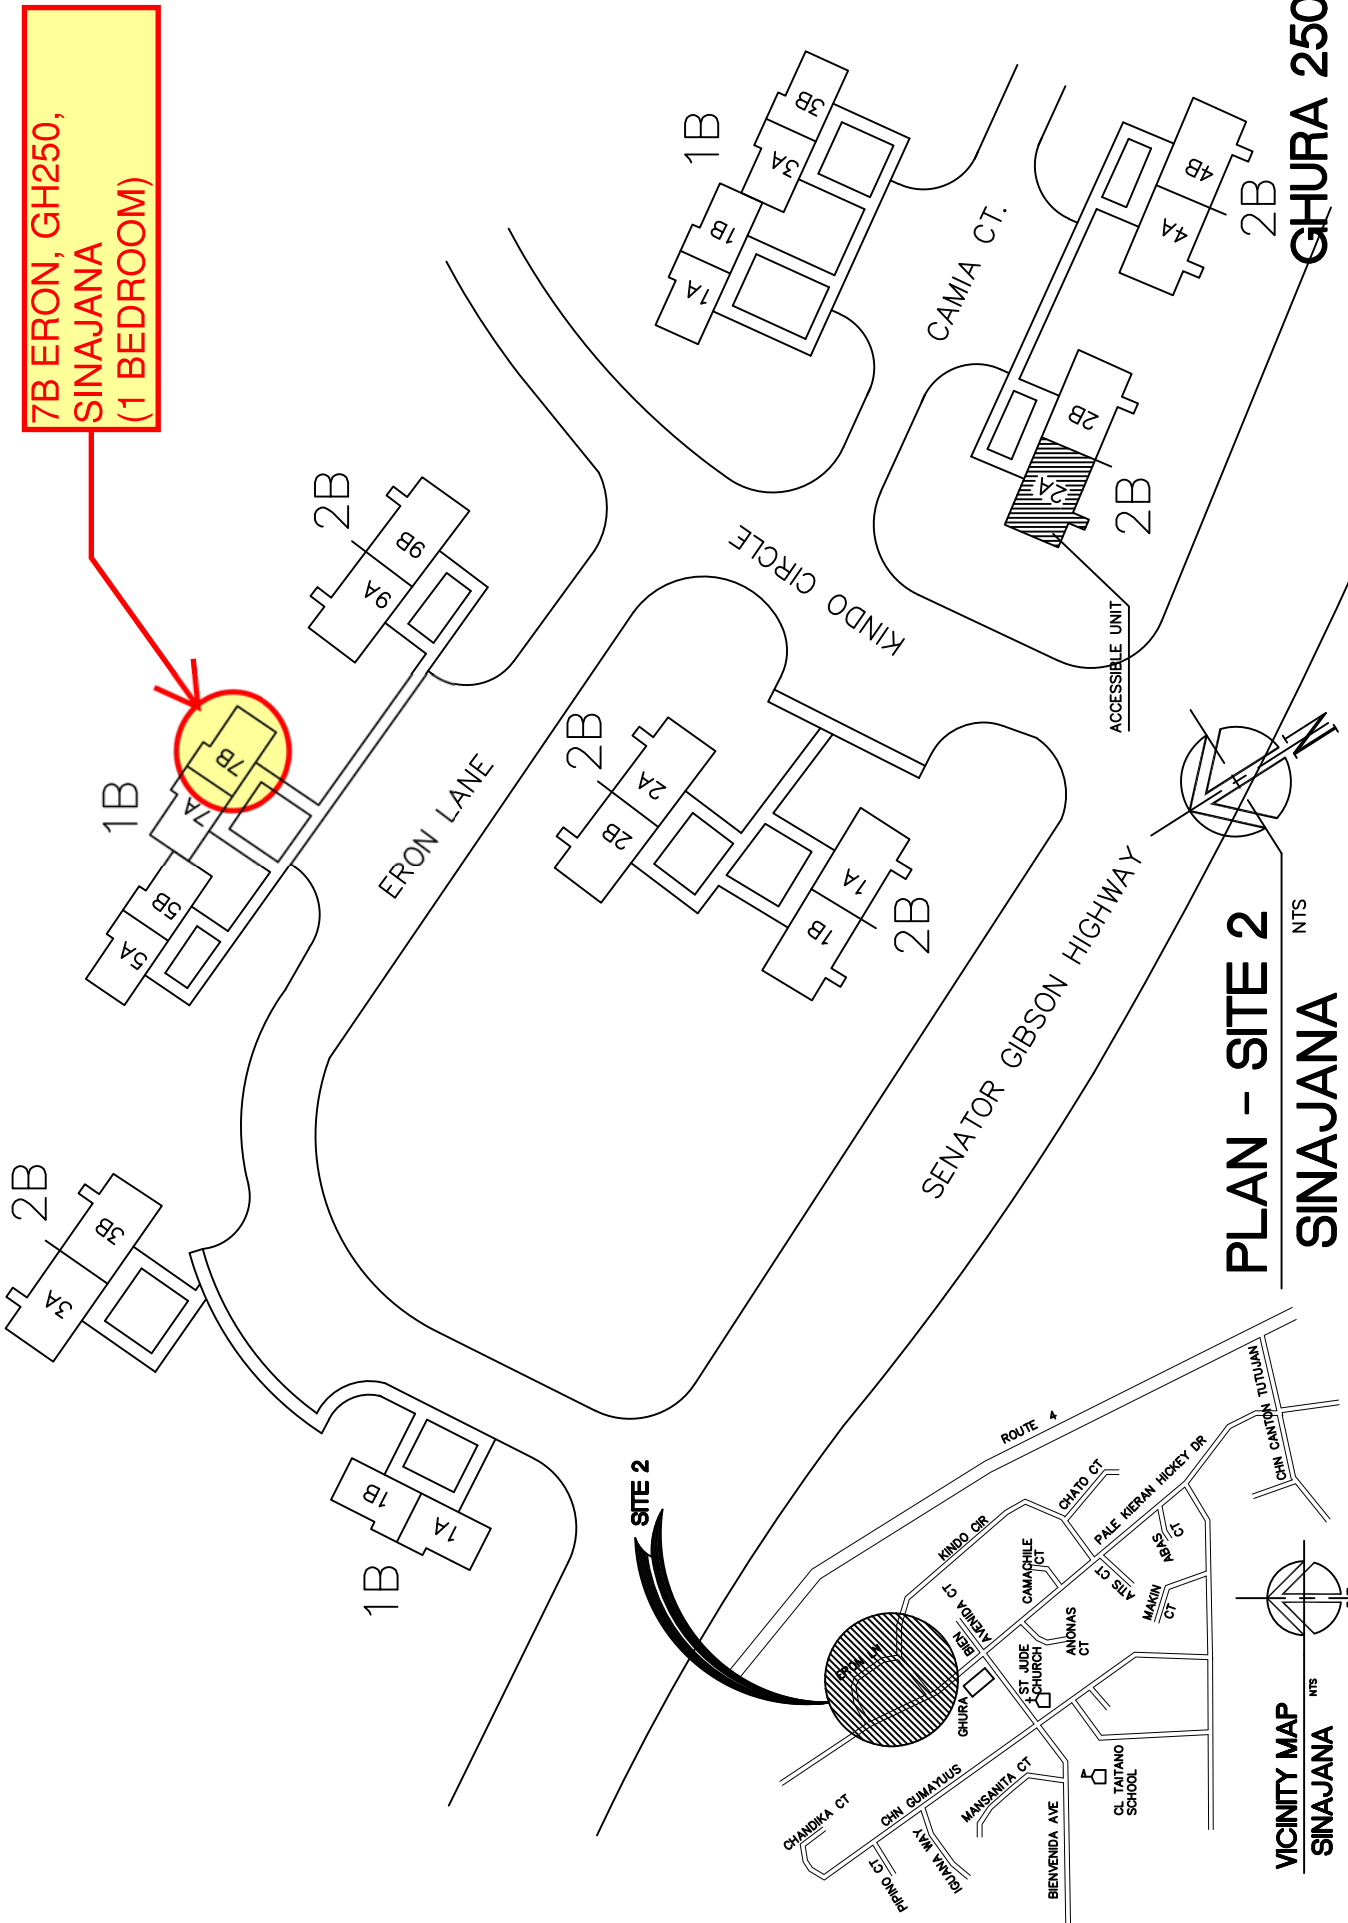 7B ERON, GH250,
SINAJANA
(1 BEDROOM)
2B
3A
3B
1B
1A
1B
1B
5A
5B
7A
7B
2B
9A
9B
ERON LANE
2B
2B
2A
2B
1B
1A
KINDO CIRCLE
1B
1A
1B
3A
3B
CAMIA CT.
2B
2A
2B
2B
4A
4B
ACCESSIBLE UNIT
SENATOR GIBSON HIGHWAY
N
GHURA 250
PLAN - SITE 2
NTS
SINAJANA
SITE 2
ROUTE 4
ERON LN
KINDO CIR
CHATO CT
PALE KIERAN HICKEY DR
CHN CANTON TUTUJAN
CAMACHILE
CT
ATIS CT
ABAS
CT
MAKIN
CT
BIEN
AVENIDA CT
ANONAS
CT
ST JUDE
CHURCH
GHURA
CHN GUMAYUUS
MANSANITA CT
CHANDIKA CT
PIPINO CT
IGUANA WAY
BIENVENIDA AVE
CL TAITANO
SCHOOL
VICINITY MAP
NTS
SINAJANA